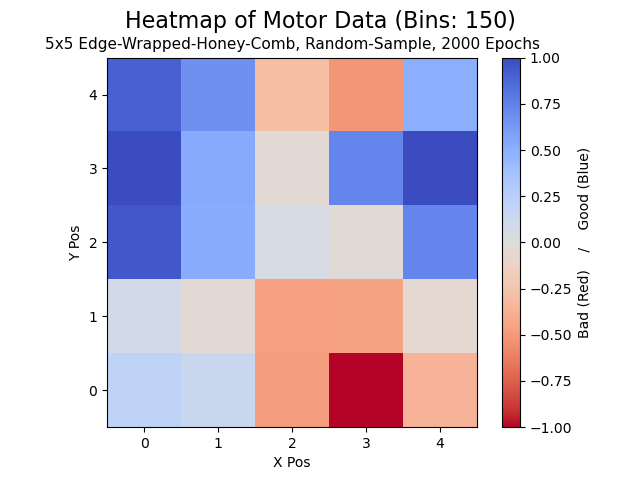 Heatmap of Motor Data (Bins: 150)
5x5 Edge-Wrapped-Honey-Comb, Random-Sample, 2000 Epochs
4
3
2
1
0
Y Pos
0 1 2 3 4
X Pos
1.00
0.75
0.50
0.25
0.00
−0.25
−0.50
−0.75
−1.00
Bad (Red) / Good (Blue)